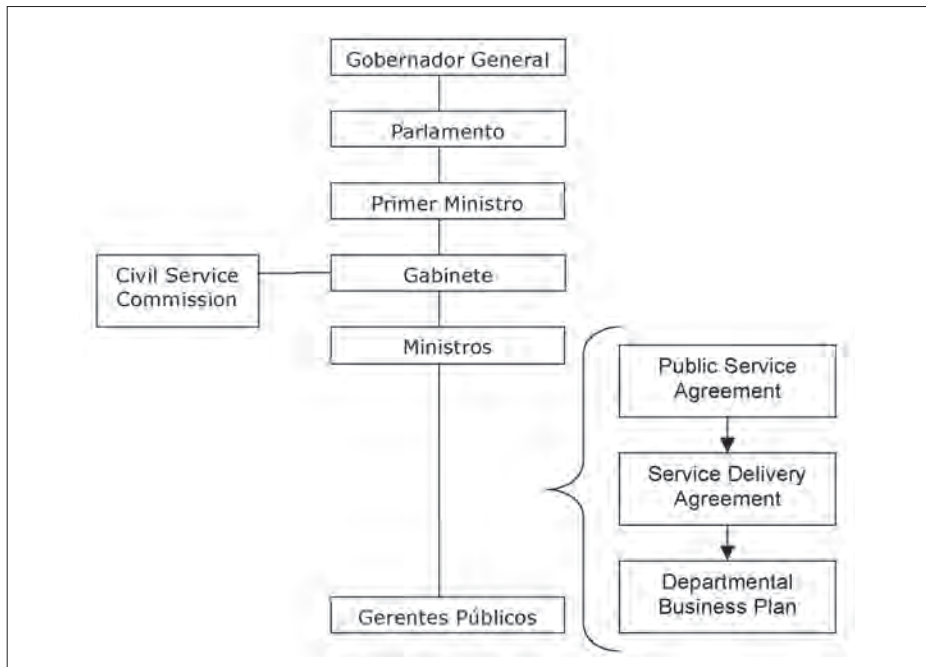 Gobernador General
Parlamento
Primer Ministro
Civil Service
Commission
Gabinete
Ministros
Public Service
Agreement
Service Delivery
Agreement
Departmental
Business Plan
Gerentes Públicos